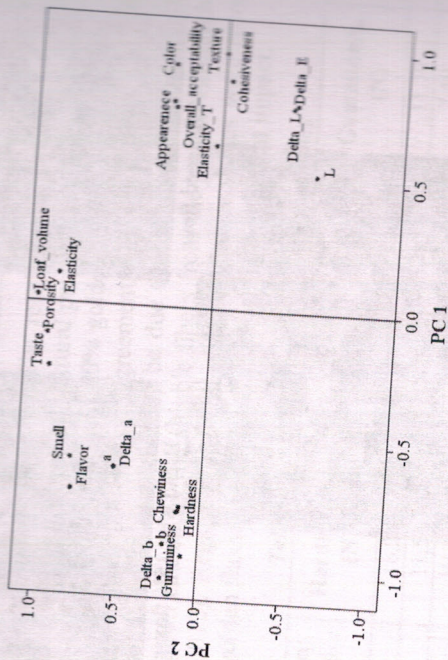 Color
Appearenece
Overall_acceptability
Texture
Elasticity_T
Cohesiveness
Delta_L
Delta_E
L
Loaf_volume
Porosity
Elasticity
Taste
Smell
Flavor
a
Delta_a
Chewiness
b
Delta_b
Gumminess
Hardness
1.0
0.5
0.0
-0.5
-1.0
PC 2
-1.0
-0.5
0.0
0.5
1.0
PC 1